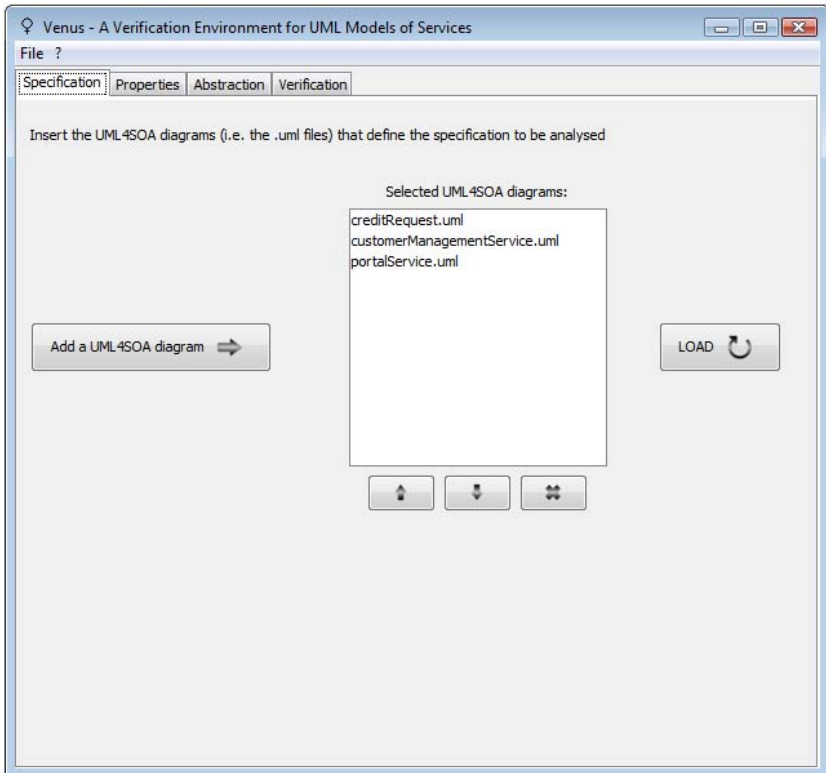 Venus - A Verification Environment for UML Models of Services
File ?
Specification Properties Abstraction Verification
Insert the UML4SOA diagrams (i.e. the .uml files) that define the specification to be analysed
Selected UML4SOA diagrams:
creditRequest.uml
customerManagementService.uml
portalService.uml
Add a UML4SOA diagram
LOAD